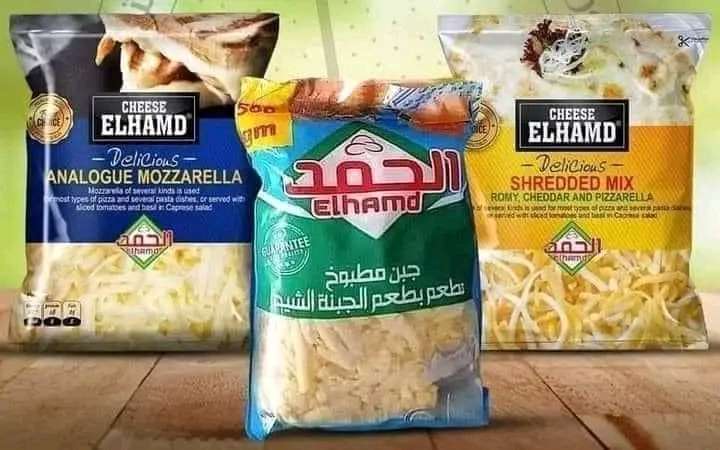 CHEESE
ELHAMD
Delicious
ANALOGUE MOZZARELLA
Mozzarella of several kinds is used
most types of pizza and several pasta dishes, or served with
sliced tomatoes and basil in Caprese salad
الحمد
elhamd
CHOICE
500
gm
الحمد
Elhamd
GUARANTEE
جبن مطبوخ
بطعم الجبنة
CHEESE
ELHAMD
Delicious
SHREDDED MIX
ROMY, CHEDDAR AND PIZZARELLA
of several kinds is used for most types of pizza and several pasta dishes
or served with sliced tomatoes and basil in Caprese salad
الحمد
elhamd